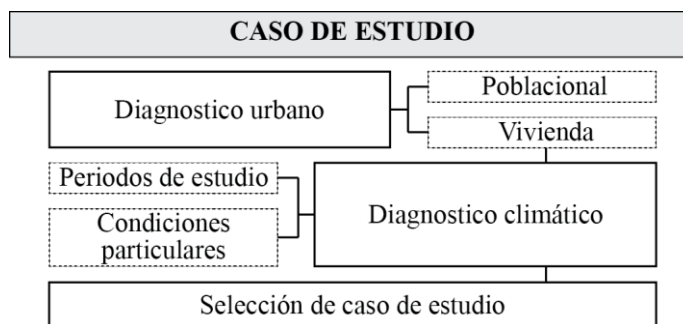 CASO DE ESTUDIO
Diagnostico urbano
Poblacional
Vivienda
Periodos de estudio
Condiciones
particulares
Diagnostico climático
Selección de caso de estudio